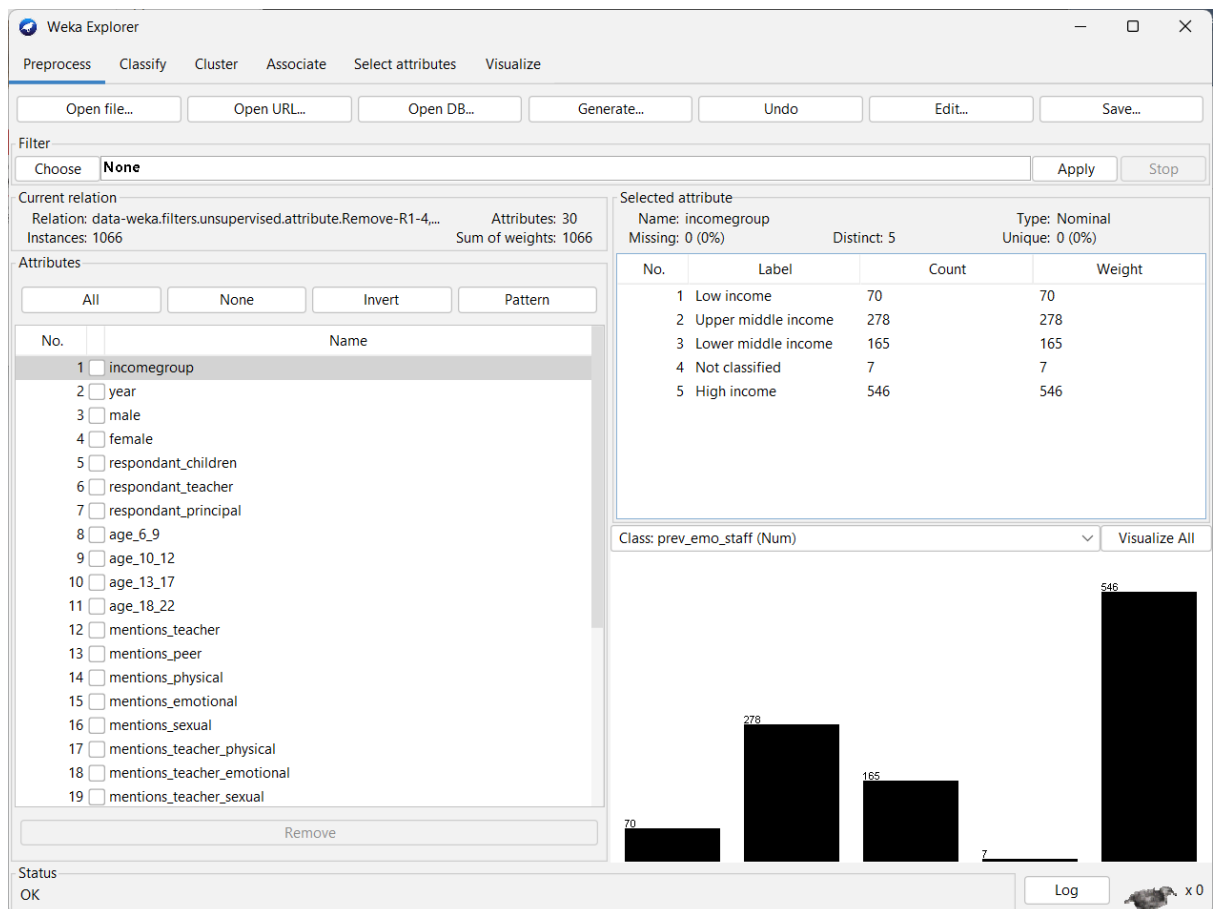 Weka Explorer
Preprocess Classify Cluster Associate Select attributes Visualize
Open file... Open URL... Open DB... Generate... Undo Edit... Save...
Filter
Choose None Apply Stop
Current relation
Relation: data-weka.filters.unsupervised.attribute.Remove-R1-4,... Attributes: 30
Instances: 1066 Sum of weights: 1066
Attributes
All None Invert Pattern
No. Name
1 incomegroup
2 year
3 male
4 female
5 respondant_children
6 respondant_teacher
7 respondant_principal
8 age_6_9
9 age_10_12
10 age_13_17
11 age_18_22
12 mentions_teacher
13 mentions_peer
14 mentions_physical
15 mentions_emotional
16 mentions_sexual
17 mentions_teacher_physical
18 mentions_teacher_emotional
19 mentions_teacher_sexual
Remove
Selected attribute
Name: incomegroup Type: Nominal
Missing: 0 (0%) Distinct: 5 Unique: 0 (0%)
No. Label Count Weight
1 Low income 70 70
2 Upper middle income 278 278
3 Lower middle income 165 165
4 Not classified 7 7
5 High income 546 546
Class: prev_emo_staff (Num) Visualize All
546
278
165
70
7
Status
OK
Log x 0